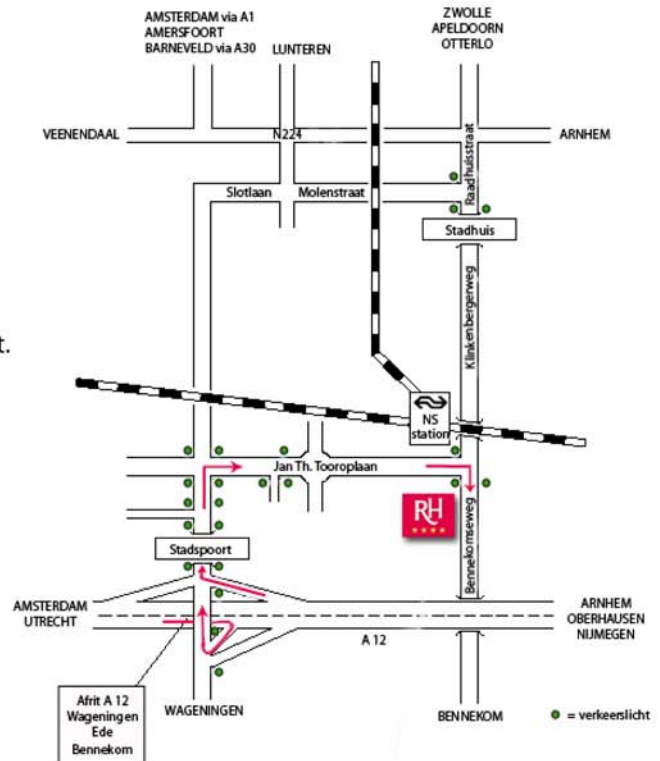 AMSTERDAM via A1
AMERSFOORT
BARNEVELD via A30
LUNTEREN
ZWOLLE
APELDOORN
OTTERLO
VEENENDAAL
N224
ARNHEM
Raadhuisstraat
Slotlaan
Molenstraat
Stadhuis
Klinkenbergerweg
t.
NS
station
Jan Th. Tooroplaan
RH
Bennekomseweg
Stadspoort
AMSTERDAM
UTRECHT
ARNHEM
OBERHAUSEN
NIJMEGEN
A 12
Afrit A 12
Wageningen
Ede
Bennekom
WAGENINGEN
BENNEKOM
= verkeerslicht